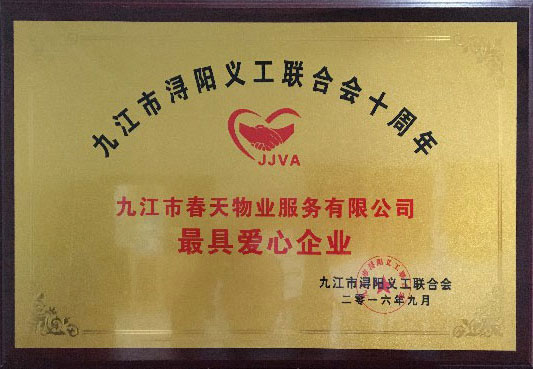 九江市浔阳义工联合会十周年
JJVA
九江市春天物业服务有限公司
最具爱心企业
九江市浔阳义工联合会
二零一六年九月